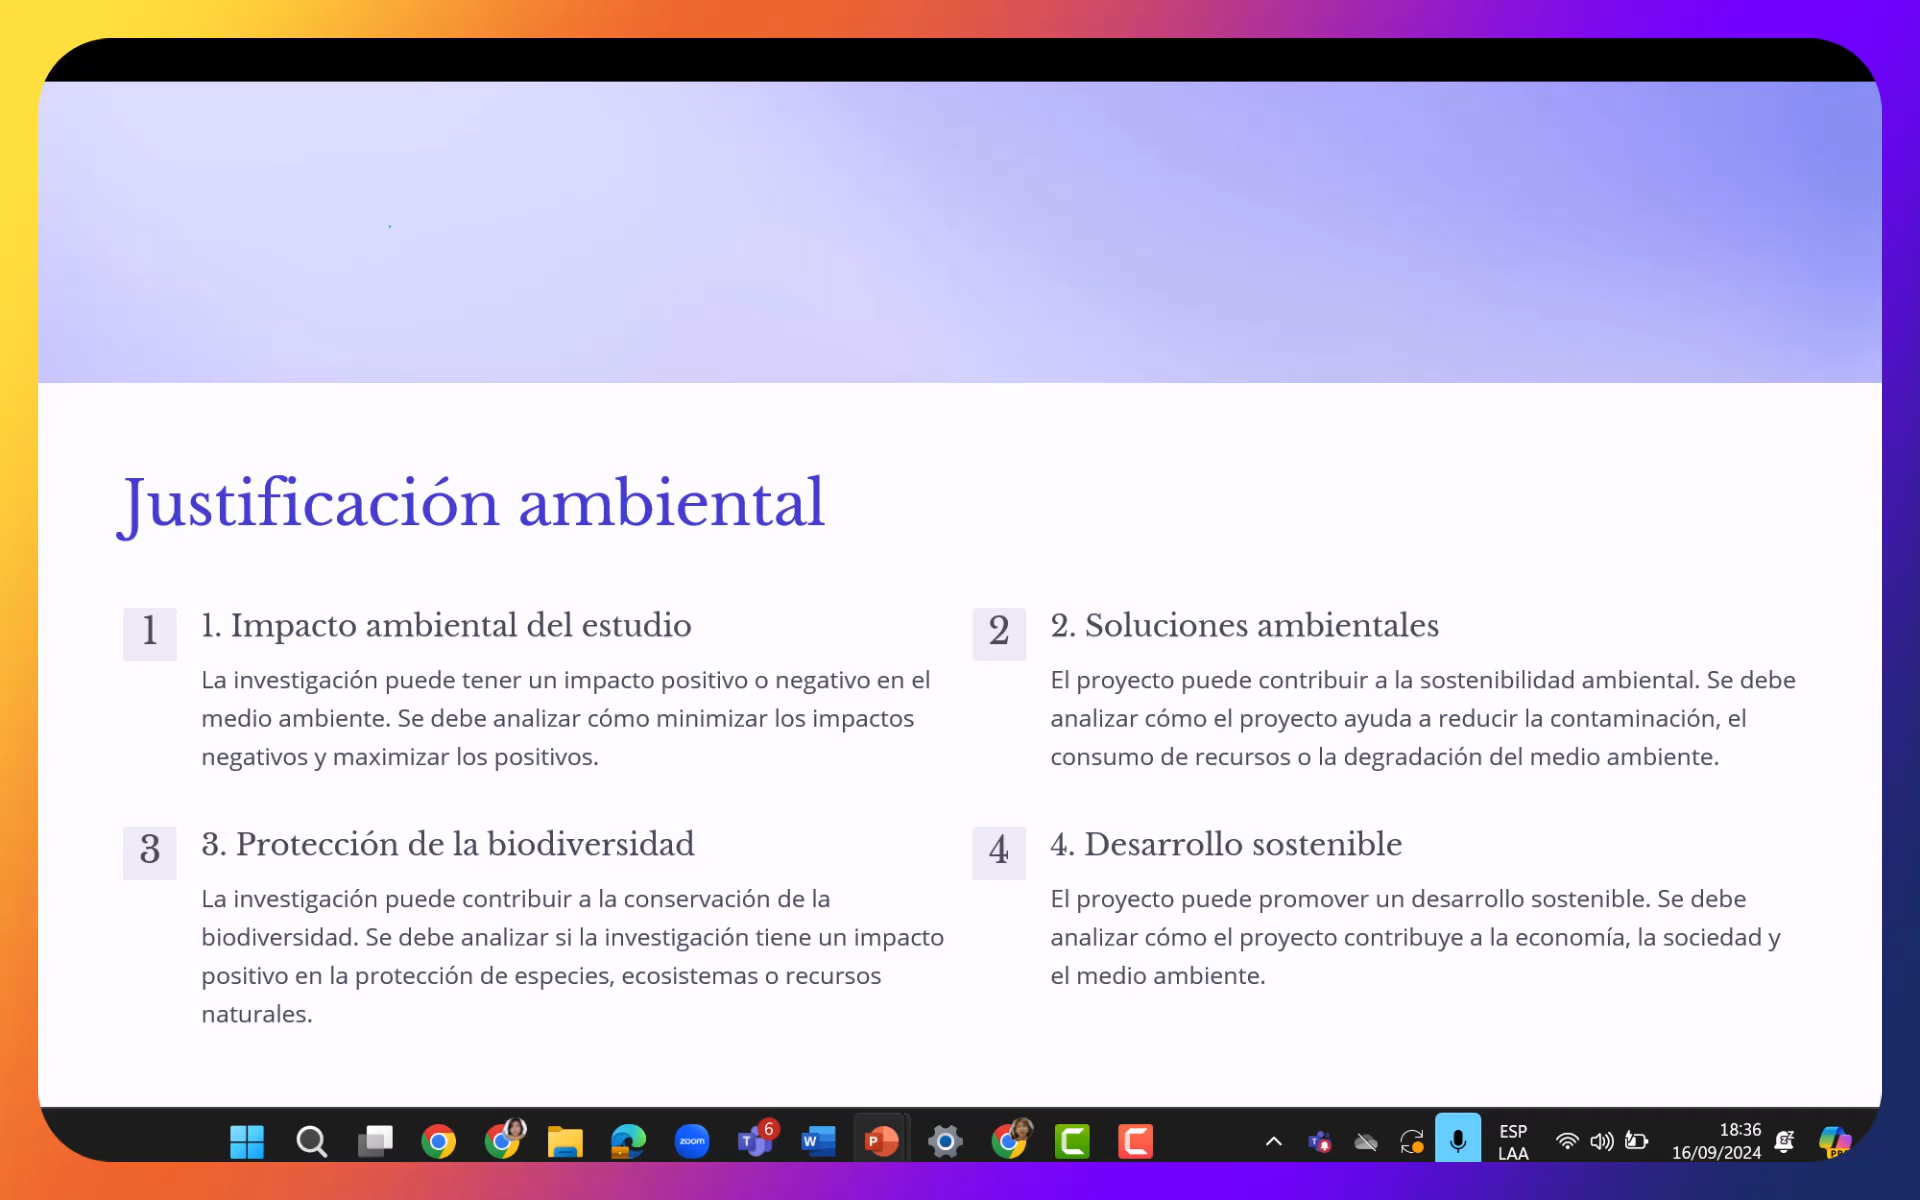 Justificación ambiental
1
1. Impacto ambiental del estudio
La investigación puede tener un impacto positivo o negativo en el
medio ambiente. Se debe analizar cómo minimizar los impactos
negativos y maximizar los positivos.
2
2. Soluciones ambientales
El proyecto puede contribuir a la sostenibilidad ambiental. Se debe
analizar cómo el proyecto ayuda a reducir la contaminación, el
consumo de recursos o la degradación del medio ambiente.
3
3. Protección de la biodiversidad
La investigación puede contribuir a la conservación de la
biodiversidad. Se debe analizar si la investigación tiene un impacto
positivo en la protección de especies, ecosistemas o recursos
naturales.
4
4. Desarrollo sostenible
El proyecto puede promover un desarrollo sostenible. Se debe
analizar cómo el proyecto contribuye a la economía, la sociedad y
el medio ambiente.
zoom
T
6
W
P
ESP
LAA
18:36
16/09/2024